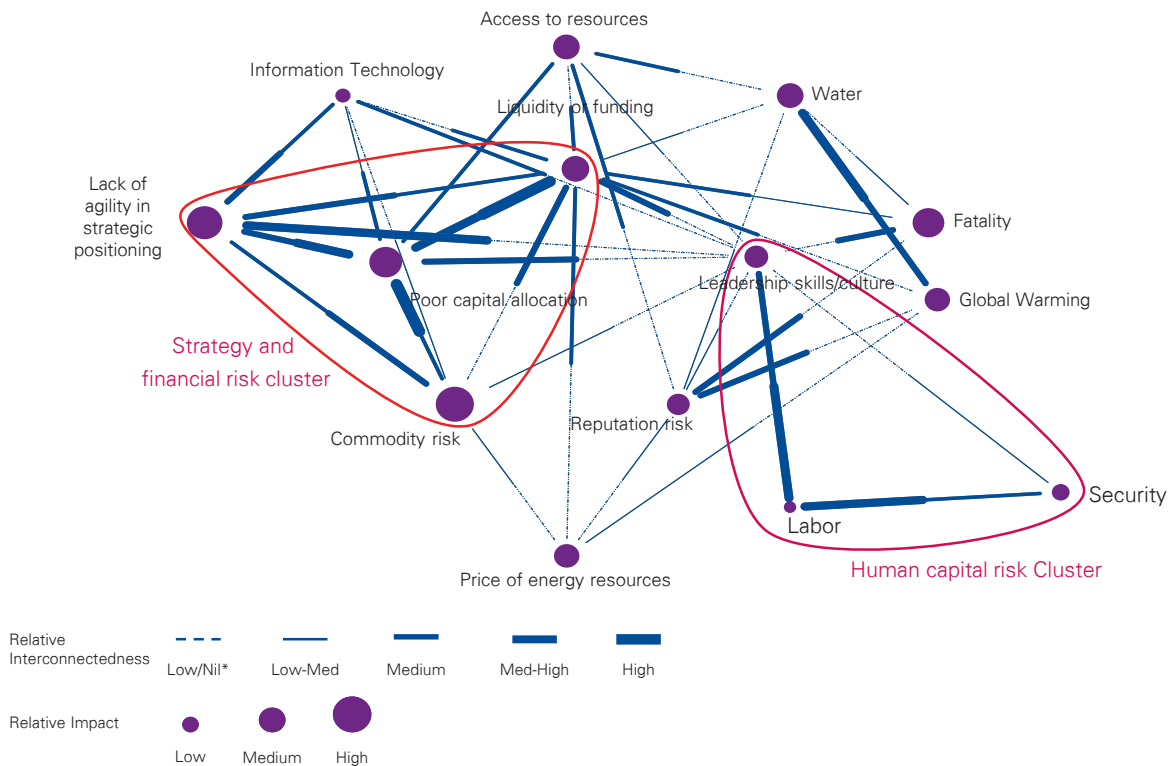 Access to resources
Information Technology
Water
Liquidity or funding
Lack of
agility in
strategic
positioning
Fatality
Leadership skills/culture
Poor capital allocation
Global Warming
Strategy and
financial risk cluster
Commodity risk
Reputation risk
Security
Labor
Human capital risk Cluster
Price of energy resources
Relative
Interconnectedness
Low/Nil*
Low-Med
Medium
Med-High
High
Relative Impact
Low
Medium
High